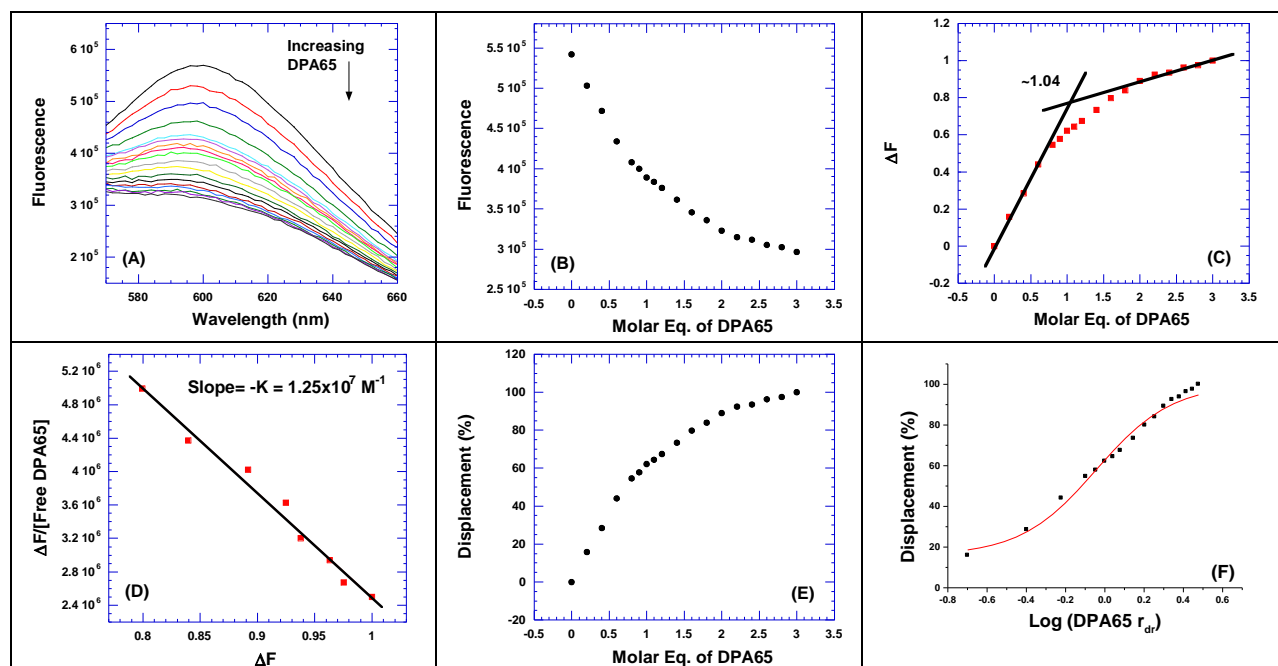 6 10⁵
5 10⁵
4 10⁵
3 10⁵
2 10⁵
Fluorescence
Increasing
DPA65
(A)
580 600 620 640 660
Wavelength (nm)
5.5 10⁵
5 10⁵
4.5 10⁵
4 10⁵
3.5 10⁵
3 10⁵
2.5 10⁵
Fluorescence
(B)
-0.5 0 0.5 1 1.5 2 2.5 3 3.5
Molar Eq. of DPA65
1.2
1
0.8
0.6
0.4
0.2
0
-0.2
ΔF
~1.04
(C)
-0.5 0 0.5 1 1.5 2 2.5 3 3.5
Molar Eq. of DPA65
5.2 10⁶
4.8 10⁶
4.4 10⁶
4 10⁶
3.6 10⁶
3.2 10⁶
2.8 10⁶
2.4 10⁶
ΔF/[Free DPA65]
Slope= -K = 1.25x10⁷ M⁻¹
(D)
0.8 0.85 0.9 0.95 1
ΔF
120
100
80
60
40
20
0
-20
Displacement (%)
(E)
-0.5 0 0.5 1 1.5 2 2.5 3 3.5
Molar Eq. of DPA65
100
80
60
40
20
0
Displacement (%)
(F)
-0.8 -0.6 -0.4 -0.2 0.0 0.2 0.4 0.6
Log (DPA65 r_dr)